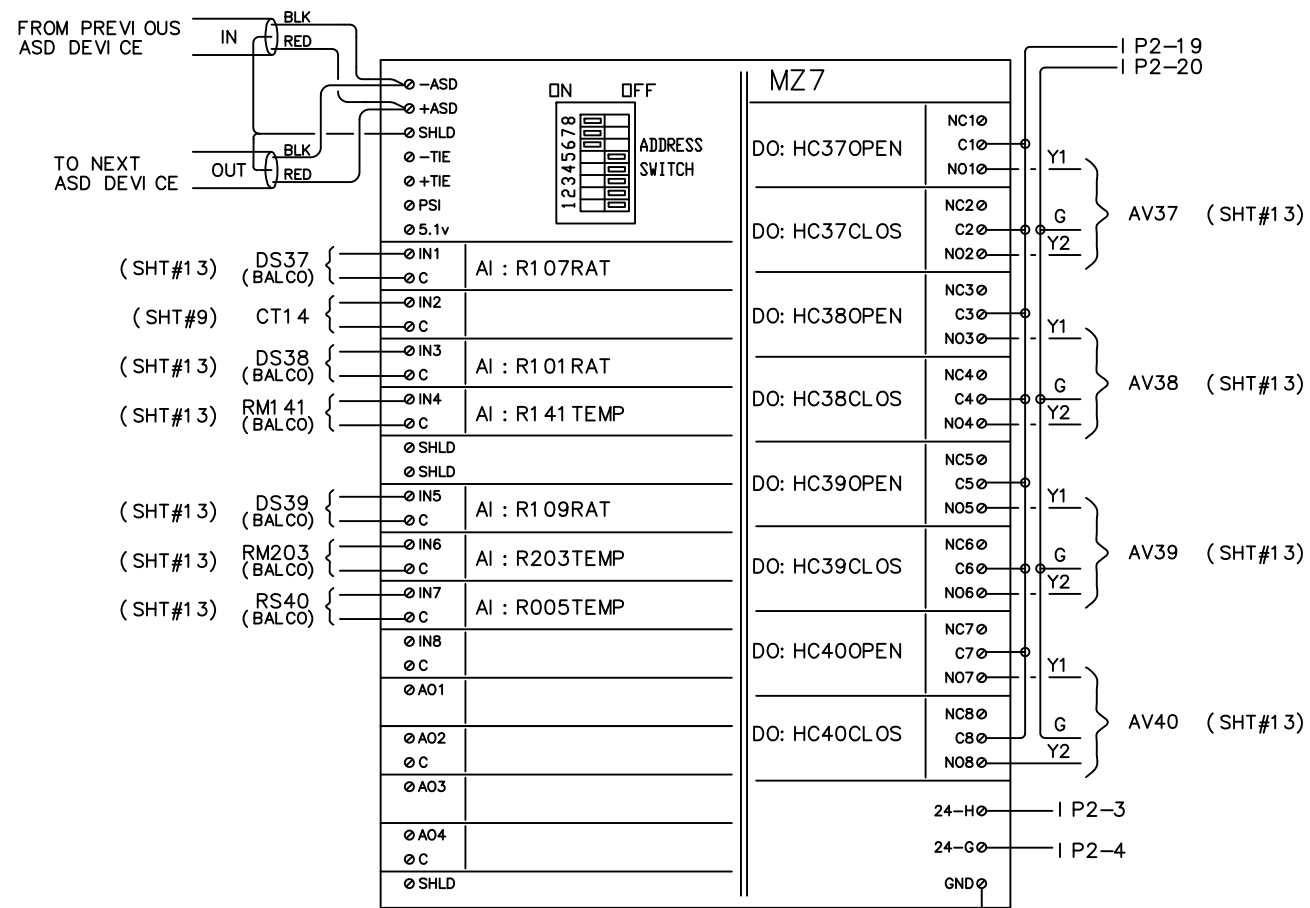 FROM PREVIOUS
ASD DEVICE
IN
BLK
RED
TO NEXT
ASD DEVICE
OUT
BLK
RED
-ASD
+ASD
SHLD
-TIE
+TIE
PSI
5.1v
ON OFF
12345678
ADDRESS
SWITCH
MZ7
IP2-19
IP2-20
(SHT#13) DS37
(BALCO)
IN1
C
AI: R107RAT
(SHT#9) CT14
IN2
C
(SHT#13) DS38
(BALCO)
IN3
C
AI: R101RAT
(SHT#13) RM141
(BALCO)
IN4
C
AI: R141TEMP
SHLD
SHLD
(SHT#13) DS39
(BALCO)
IN5
C
AI: R109RAT
(SHT#13) RM203
(BALCO)
IN6
C
AI: R203TEMP
(SHT#13) RS40
(BALCO)
IN7
C
AI: R005TEMP
IN8
C
AO1
AO2
C
AO3
AO4
C
SHLD
DO: HC37OPEN
NC1
C1
NO1
Y1
DO: HC37CLOS
NC2
C2
NO2
G
Y2
AV37 (SHT#13)
DO: HC38OPEN
NC3
C3
NO3
Y1
DO: HC38CLOS
NC4
C4
NO4
G
Y2
AV38 (SHT#13)
DO: HC39OPEN
NC5
C5
NO5
Y1
DO: HC39CLOS
NC6
C6
NO6
G
Y2
AV39 (SHT#13)
DO: HC40OPEN
NC7
C7
NO7
Y1
DO: HC40CLOS
NC8
C8
NO8
G
Y2
AV40 (SHT#13)
24-H
IP2-3
24-G
IP2-4
GND